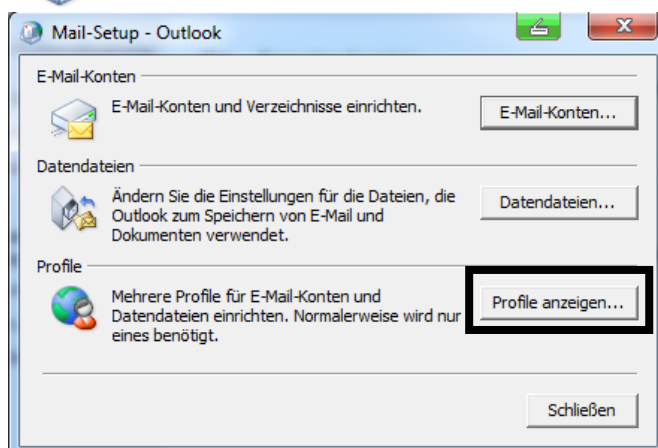 Mail-Setup - Outlook
E-Mail-Konten
E-Mail-Konten und Verzeichnisse einrichten.
E-Mail-Konten...
Datendateien
Ändern Sie die Einstellungen für die Dateien, die
Outlook zum Speichern von E-Mail und
Dokumenten verwendet.
Datendateien...
Profile
Mehrere Profile für E-Mail-Konten und
Datendateien einrichten. Normalerweise wird nur
eines benötigt.
Profile anzeigen...
Schließen